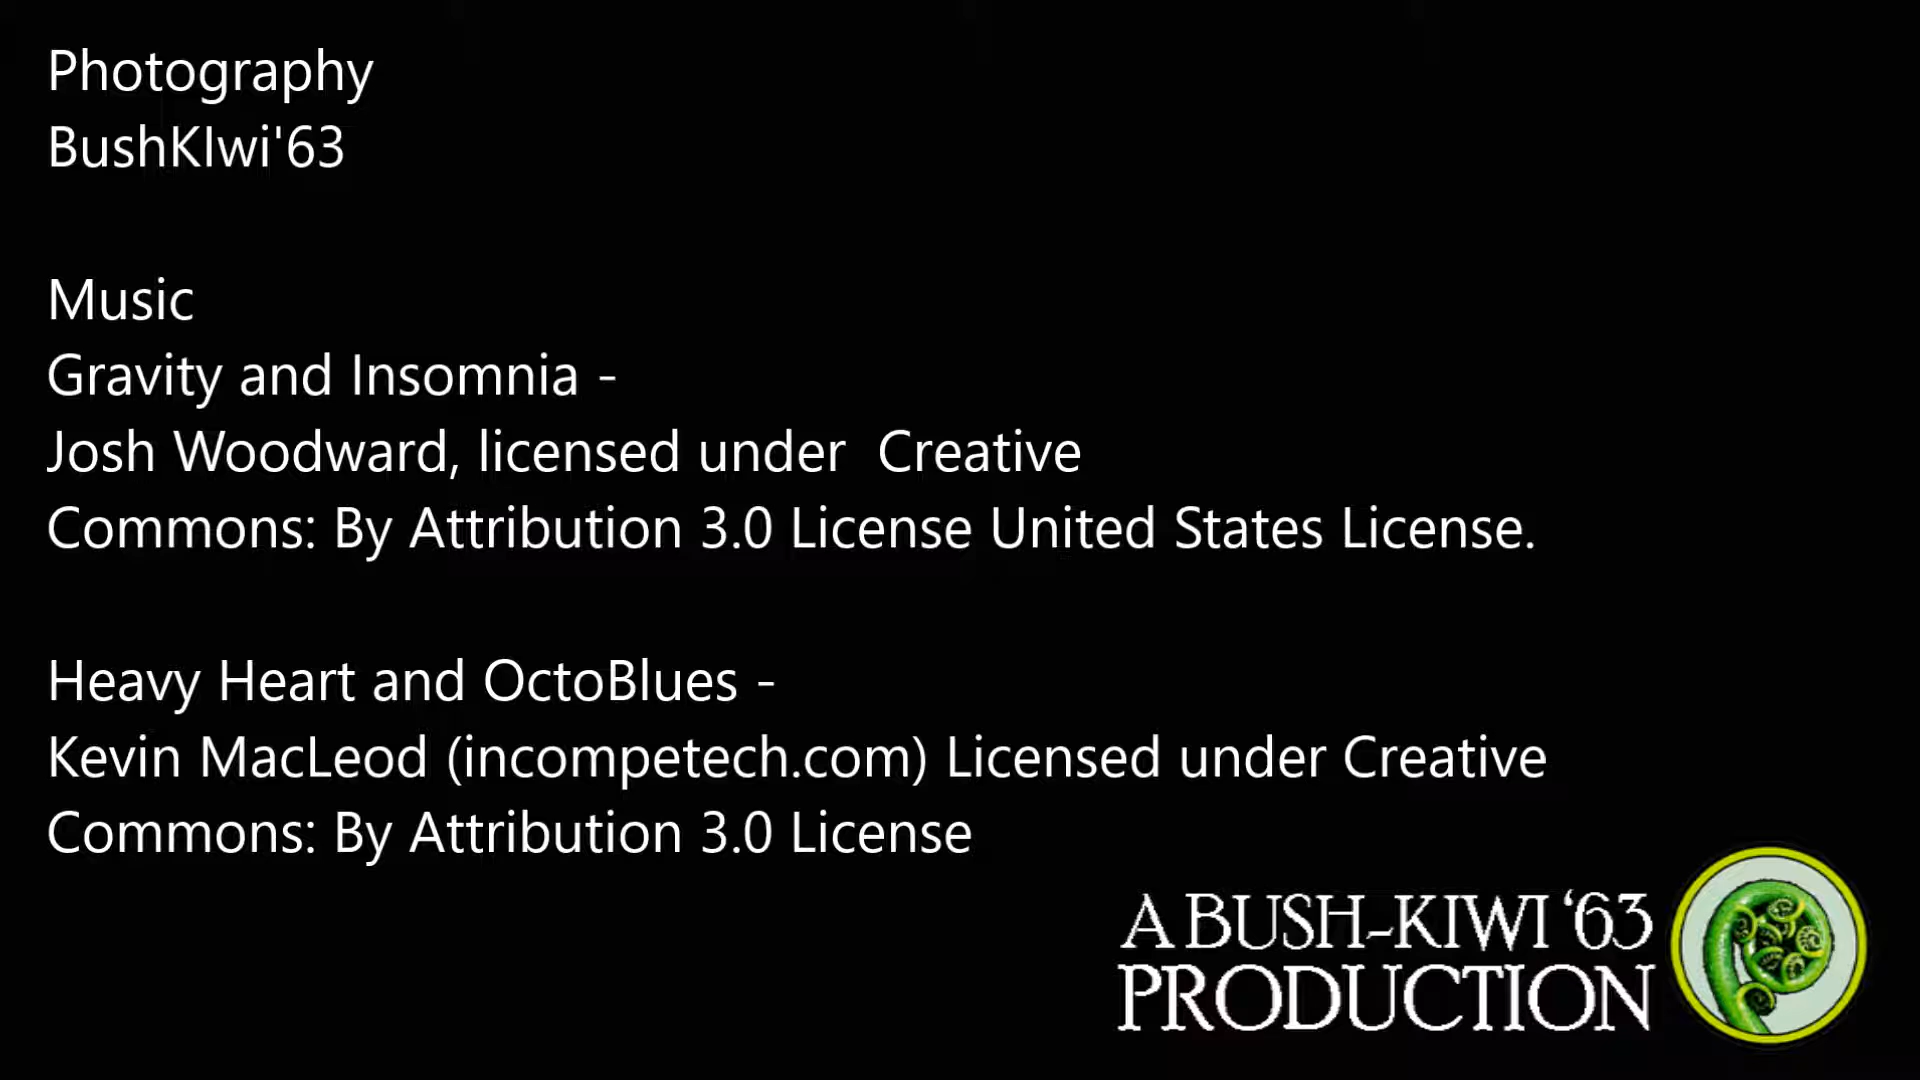 Photography
BushKIwi'63
Music
Gravity and Insomnia -
Josh Woodward, licensed under  Creative
Commons: By Attribution 3.0 License United States License.
Heavy Heart and OctoBlues -
Kevin MacLeod (incompetech.com) Licensed under Creative
Commons: By Attribution 3.0 License
A BUSH-KIWI ‘63
PRODUCTION